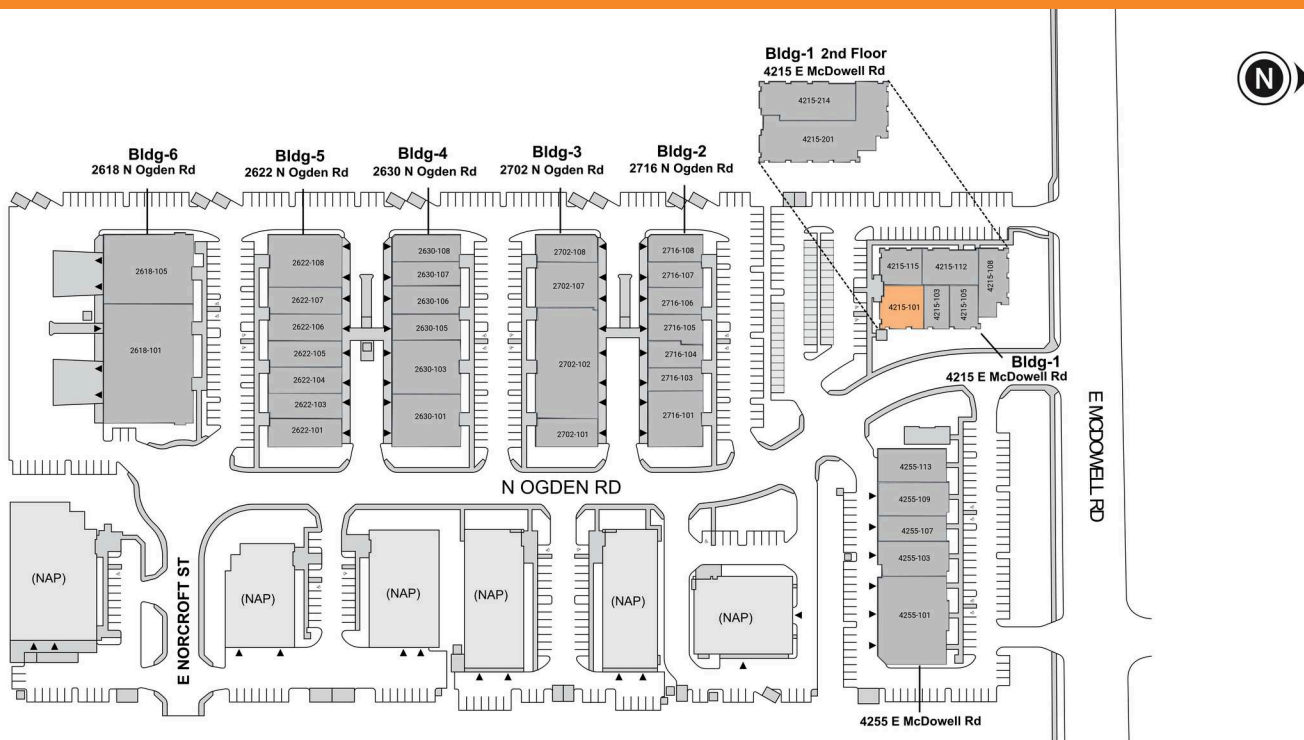 Bldg-1 2nd Floor
4215 E McDowell Rd
4215-214
4215-201
N
Bldg-6
2618 N Ogden Rd
Bldg-5
2622 N Ogden Rd
Bldg-4
2630 N Ogden Rd
Bldg-3
2702 N Ogden Rd
Bldg-2
2716 N Ogden Rd
2618-105
2618-101
2622-108
2622-107
2622-106
2622-105
2622-104
2622-103
2622-101
2630-108
2630-107
2630-106
2630-105
2630-103
2630-101
2702-108
2702-107
2702-102
2702-101
2716-108
2716-107
2716-106
2716-105
2716-104
2716-103
2716-101
4215-115
4215-112
4215-108
4215-101
4215-103
4215-105
Bldg-1
4215 E McDowell Rd
E MCDOWELL RD
N OGDEN RD
4255-113
4255-109
4255-107
4255-103
4255-101
4255 E McDowell Rd
E NORCROFT ST
(NAP)
(NAP)
(NAP)
(NAP)
(NAP)
(NAP)